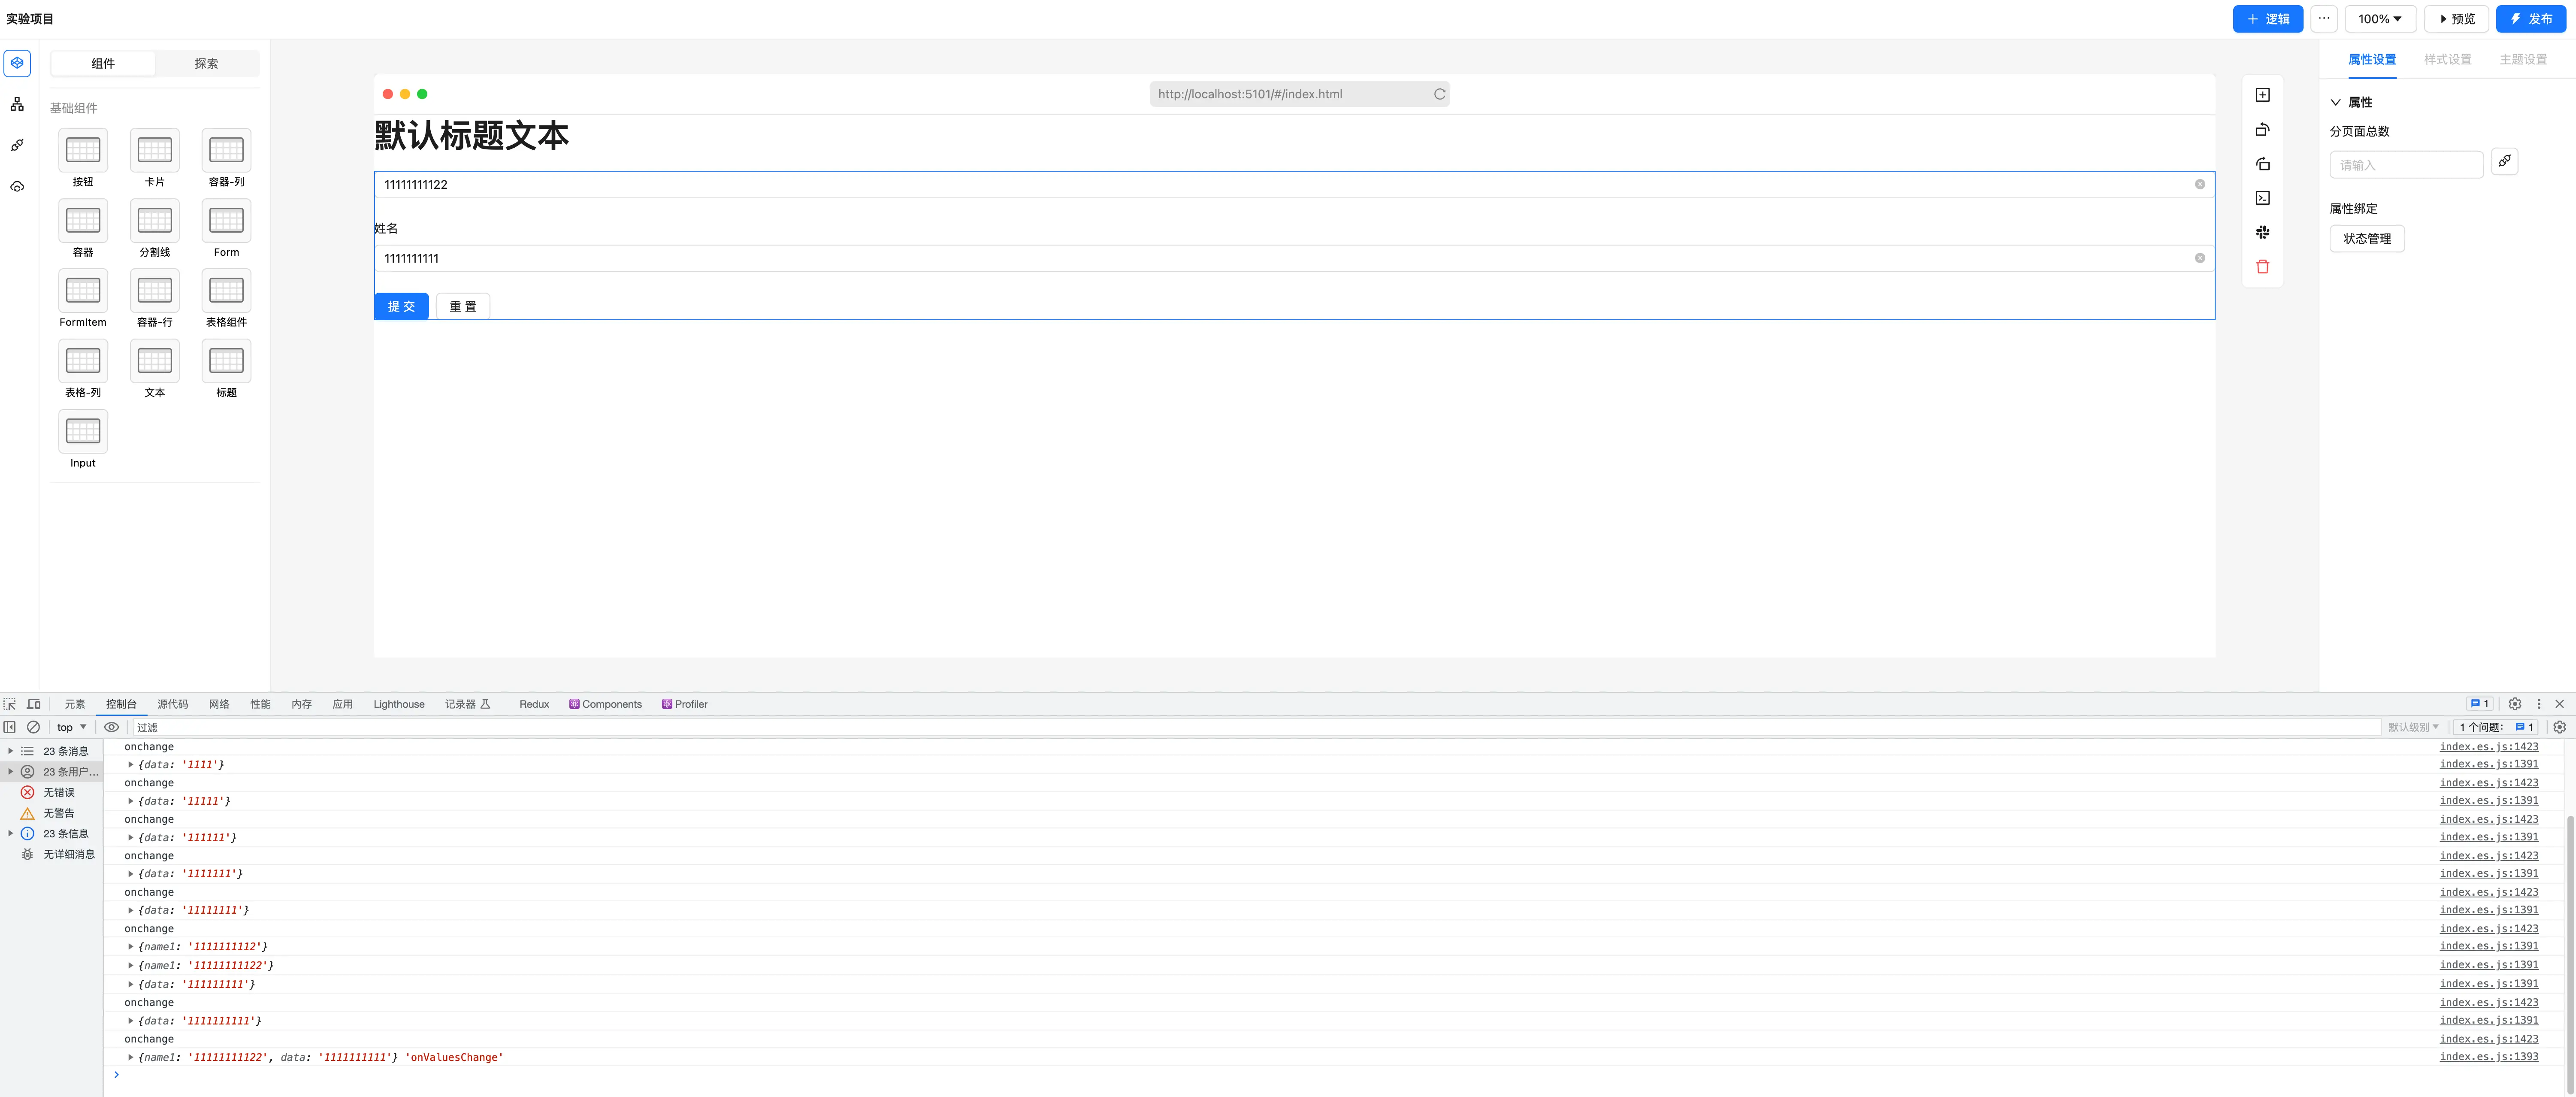 实验项目
逻辑
···
100%
预览
发布
组件
探索
基础组件
按钮
卡片
容器-列
容器
分割线
Form
FormItem
容器-行
表格组件
表格-列
文本
标题
Input
http://localhost:5101/#/index.html
默认标题文本
11111111122
姓名
1111111111
提 交
重 置
属性设置
样式设置
主题设置
属性
分页面总数
请输入
属性绑定
状态管理
元素
控制台
源代码
网络
性能
内存
应用
Lighthouse
记录器
Redux
Components
Profiler
1
top
过滤
默认级别
1 个问题:
1
23 条消息
23 条用户...
无错误
无警告
23 条信息
无详细消息
onchange index.es.js:1423
{data: '1111'} index.es.js:1391
onchange index.es.js:1423
{data: '11111'} index.es.js:1391
onchange index.es.js:1423
{data: '111111'} index.es.js:1391
onchange index.es.js:1423
{data: '1111111'} index.es.js:1391
onchange index.es.js:1423
{data: '11111111'} index.es.js:1391
onchange index.es.js:1423
{name1: '1111111112'} index.es.js:1391
{name1: '11111111122'} index.es.js:1391
{data: '111111111'} index.es.js:1391
onchange index.es.js:1423
{data: '1111111111'} index.es.js:1391
onchange index.es.js:1423
{name1: '11111111122', data: '1111111111'} 'onValuesChange' index.es.js:1393